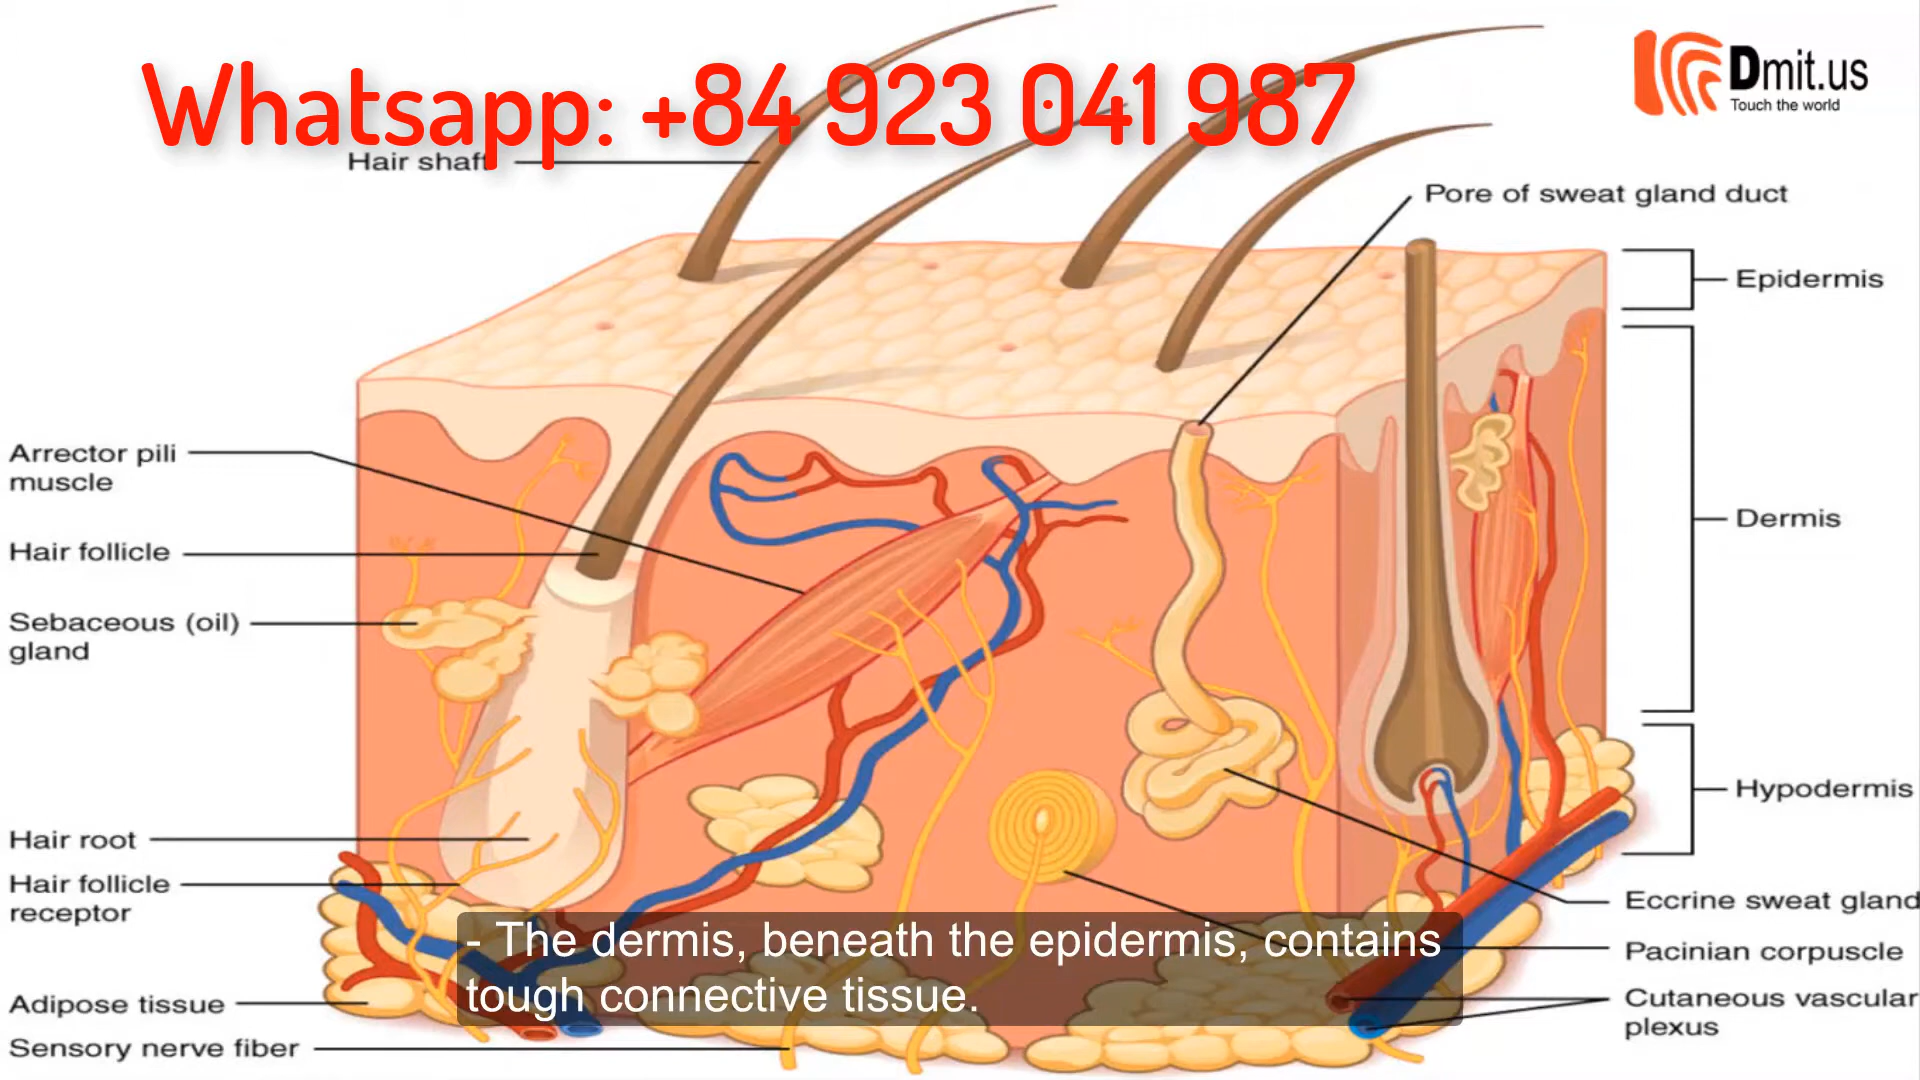 Whatsapp: +84 923 041 987
Dmit.us
Touch the world
Hair shaft
Pore of sweat gland duct
Epidermis
Arrector pili
muscle
Dermis
Hair follicle
Sebaceous (oil)
gland
Hypodermis
Hair root
Hair follicle
receptor
Eccrine sweat gland
- The dermis, beneath the epidermis, contains
tough connective tissue.
Pacinian corpuscle
Adipose tissue
Cutaneous vascular
plexus
Sensory nerve fiber